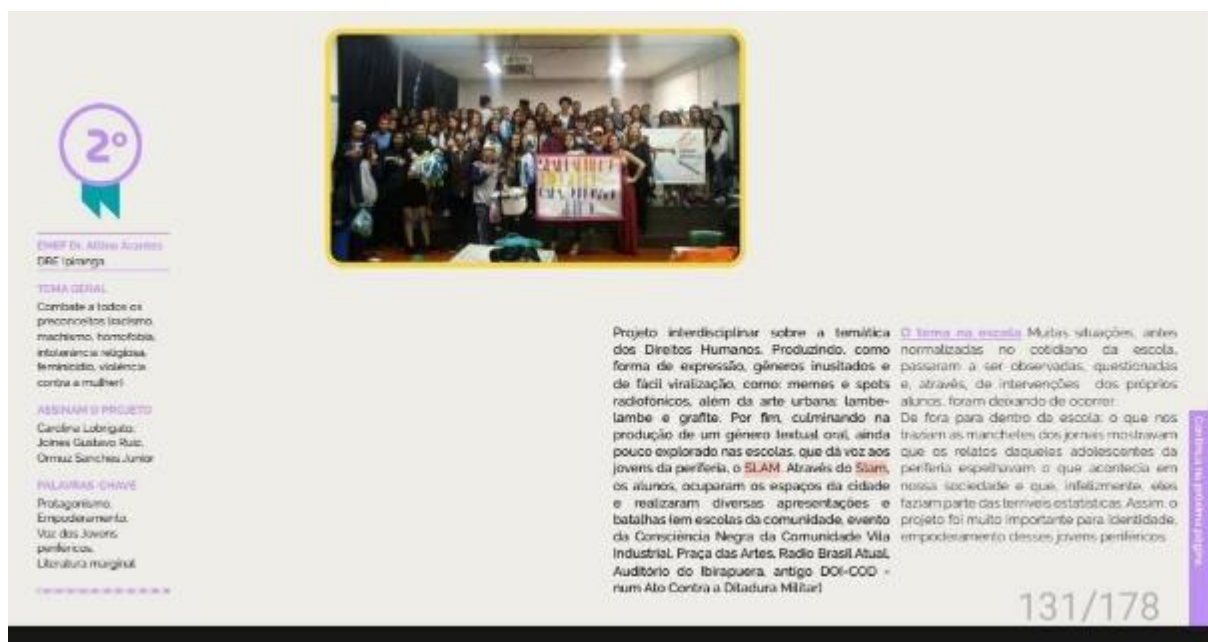 2º
EMEF Dr. Altino Arantes
DRE Ipiranga
TEMA GERAL
Combate a todos os
preconceitos (racismo,
machismo, homofobia,
intolerância religiosa,
feminicídio, violência
contra a mulher)
ASSINAM O PROJETO
Carolina Lobrigato,
Joines Gustavo Ruiz,
Ormuz Sanches Junior
PALAVRAS-CHAVE
Protagonismo,
Empoderamento,
Voz dos Jovens
periféricos,
Literatura marginal
Projeto interdisciplinar sobre a temática
dos Direitos Humanos. Produzindo, como
forma de expressão, gêneros inusitados e
de fácil viralização, como: memes e spots
radiofônicos, além da arte urbana: lambe-
lambe e grafite. Por fim, culminando na
produção de um gênero textual oral, ainda
pouco explorado nas escolas, que dá voz aos
jovens da periferia, o SLAM. Através do Slam,
os alunos, ocuparam os espaços da cidade
e realizaram diversas apresentações e
batalhas (em escolas da comunidade, evento
da Consciência Negra da Comunidade Vila
Industrial, Praça das Artes, Radio Brasil Atual,
Auditório do Ibirapuera, antigo DOI-COD -
num Ato Contra a Ditadura Militar)
O tema na escola Muitas situações, antes
normalizadas no cotidiano da escola,
passaram a ser observadas, questionadas
e, através, de intervenções dos próprios
alunos, foram deixando de ocorrer.
De fora para dentro da escola: o que nos
traziam as manchetes dos jornais mostravam
que os relatos daqueles adolescentes da
periferia espelhavam o que acontecia em
nossa sociedade e que, infelizmente, eles
faziam parte das terríveis estatísticas. Assim, o
projeto foi muito importante para identidade,
empoderamento desses jovens periféricos.
Continua na próxima página
131/178